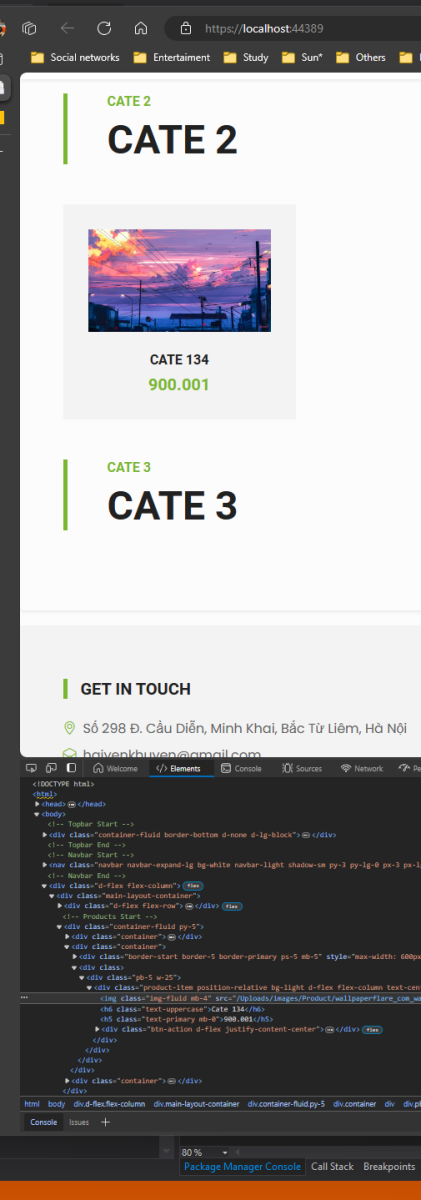 https://localhost:44389
Social networks Entertaiment Study Sun* Others
CATE 2
CATE 2
CATE 134
900.001
CATE 3
CATE 3
GET IN TOUCH
Số 298 Đ. Cầu Diễn, Minh Khai, Bắc Từ Liêm, Hà Nội
haiyenkhuyen@gmail.com
Welcome Elements Console Sources Network Pe
<!DOCTYPE html>
<html>
<head> </head>
<body>
<!-- Topbar Start -->
<div class="container-fluid border-bottom d-none d-lg-block"> </div>
<!-- Topbar End -->
<!-- Navbar Start -->
<nav class="navbar navbar-expand-lg bg-white navbar-light shadow-sm py-3 py-lg-0 px-3 px-l
<!-- Navbar End -->
<div class="d-flex flex-column"> flex
<div class="main-layout-container">
<div class="d-flex flex-row"> </div> flex
<!-- Products Start -->
<div class="container-fluid py-5">
<div class="container"> </div>
<div class="container">
<div class="border-start border-5 border-primary ps-5 mb-5" style="max-width: 600px
<div class>
<div class="pb-5 w-25">
<div class="product-item position-relative bg-light d-flex flex-column text-cen
<img class="img-fluid mb-4" src="/Uploads/images/Product/wallpaperflare_com_wa
<h6 class="text-uppercase">Cate 134</h6>
<h5 class="text-primary mb-0">900.001</h5>
<div class="btn-action d-flex justify-content-center"> </div> flex
</div>
</div>
</div>
</div>
<div class="container"> </div>
</div>
html body div.d-flex.flex-column div.main-layout-container div.container-fluid.py-5 div.container div div.pb
Console Issues
80 %
Package Manager Console Call Stack Breakpoints